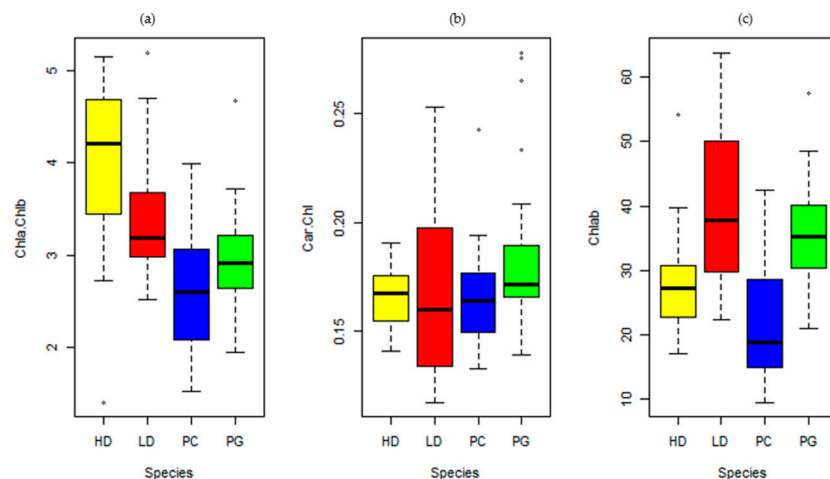 (a)
(b)
(c)
Chla.Chlb
5
4
3
2
HD LD PC PG
Species
Car.Chl
0.25
0.20
0.15
HD LD PC PG
Species
Chlab
60
50
40
30
20
10
HD LD PC PG
Species